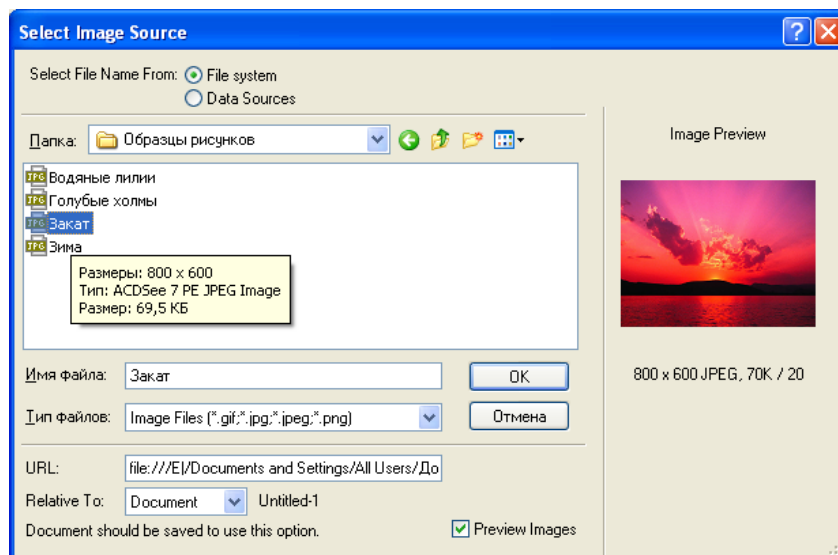 Select Image Source
Select File Name From: File system
Data Sources
Папка: Образцы рисунков
Image Preview
JPG Водяные лилии
JPG Голубые холмы
JPG Закат
JPG Зима
Размеры: 800 x 600
Тип: ACDSee 7 PE JPEG Image
Размер: 69,5 КБ
Имя файла: Закат OK
800 x 600 JPEG, 70K / 20
Тип файлов: Image Files (*.gif;*.jpg;*.jpeg;*.png) Отмена
URL: file:///E|/Documents and Settings/All Users/До
Relative To: Document Untitled-1
Document should be saved to use this option. Preview Images